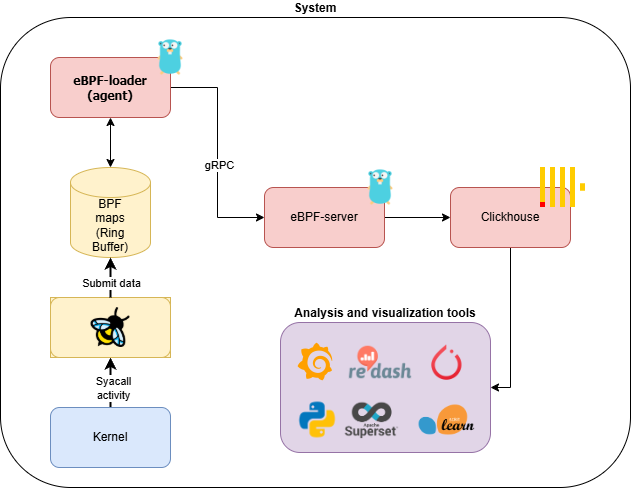 System
eBPF-loader
(agent)
gRPC
BPF
maps
(Ring
Buffer)
eBPF-server
Clickhouse
Submit data
Analysis and visualization tools
re dash
Syacall
activity
Apache
Superset
learn
Kernel